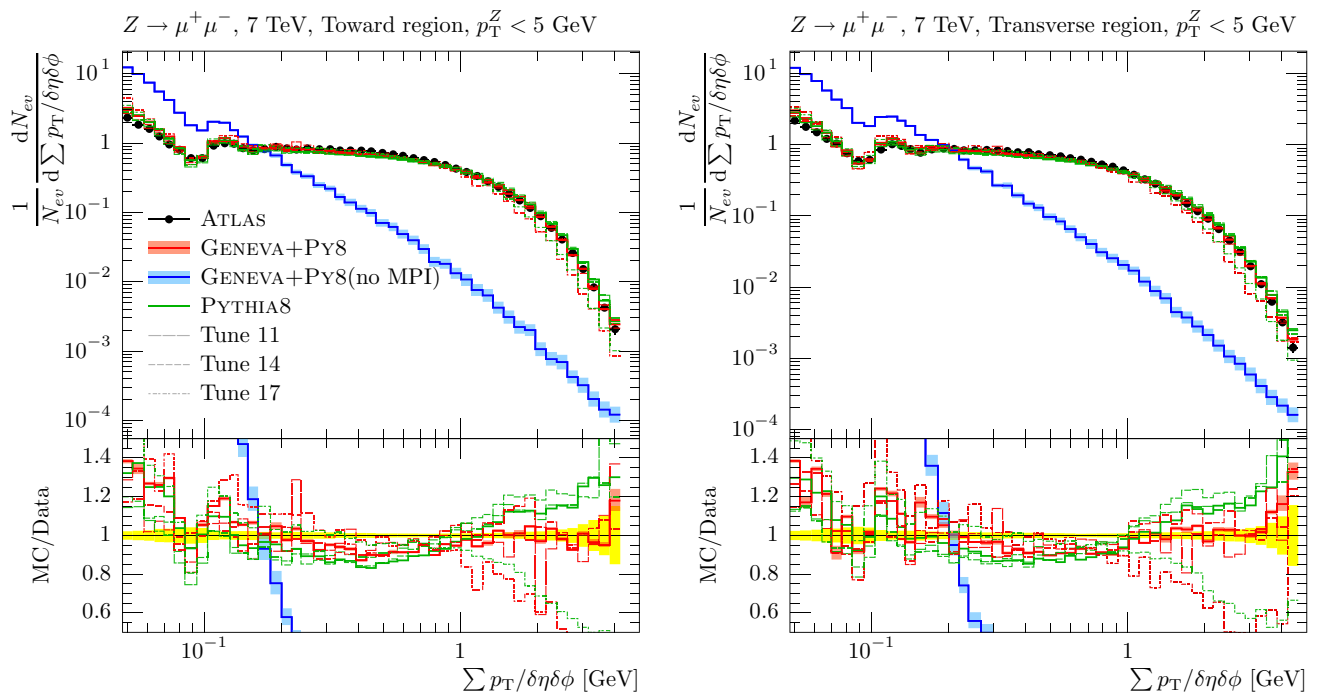 Z → μ⁺μ⁻, 7 TeV, Toward region, p_T^Z < 5 GeV
1/N_ev dN_ev/d∑p_T/δηδϕ
10¹
1
10⁻¹
10⁻²
10⁻³
10⁻⁴
ATLAS
GENEVA+PY8
GENEVA+PY8(no MPI)
PYTHIA8
Tune 11
Tune 14
Tune 17
MC/Data
1.4
1.2
1
0.8
0.6
10⁻¹
1
∑ p_T/δηδϕ [GeV]
Z → μ⁺μ⁻, 7 TeV, Transverse region, p_T^Z < 5 GeV
1/N_ev dN_ev/d∑p_T/δηδϕ
10¹
1
10⁻¹
10⁻²
10⁻³
10⁻⁴
MC/Data
1.4
1.2
1
0.8
0.6
10⁻¹
1
∑ p_T/δηδϕ [GeV]